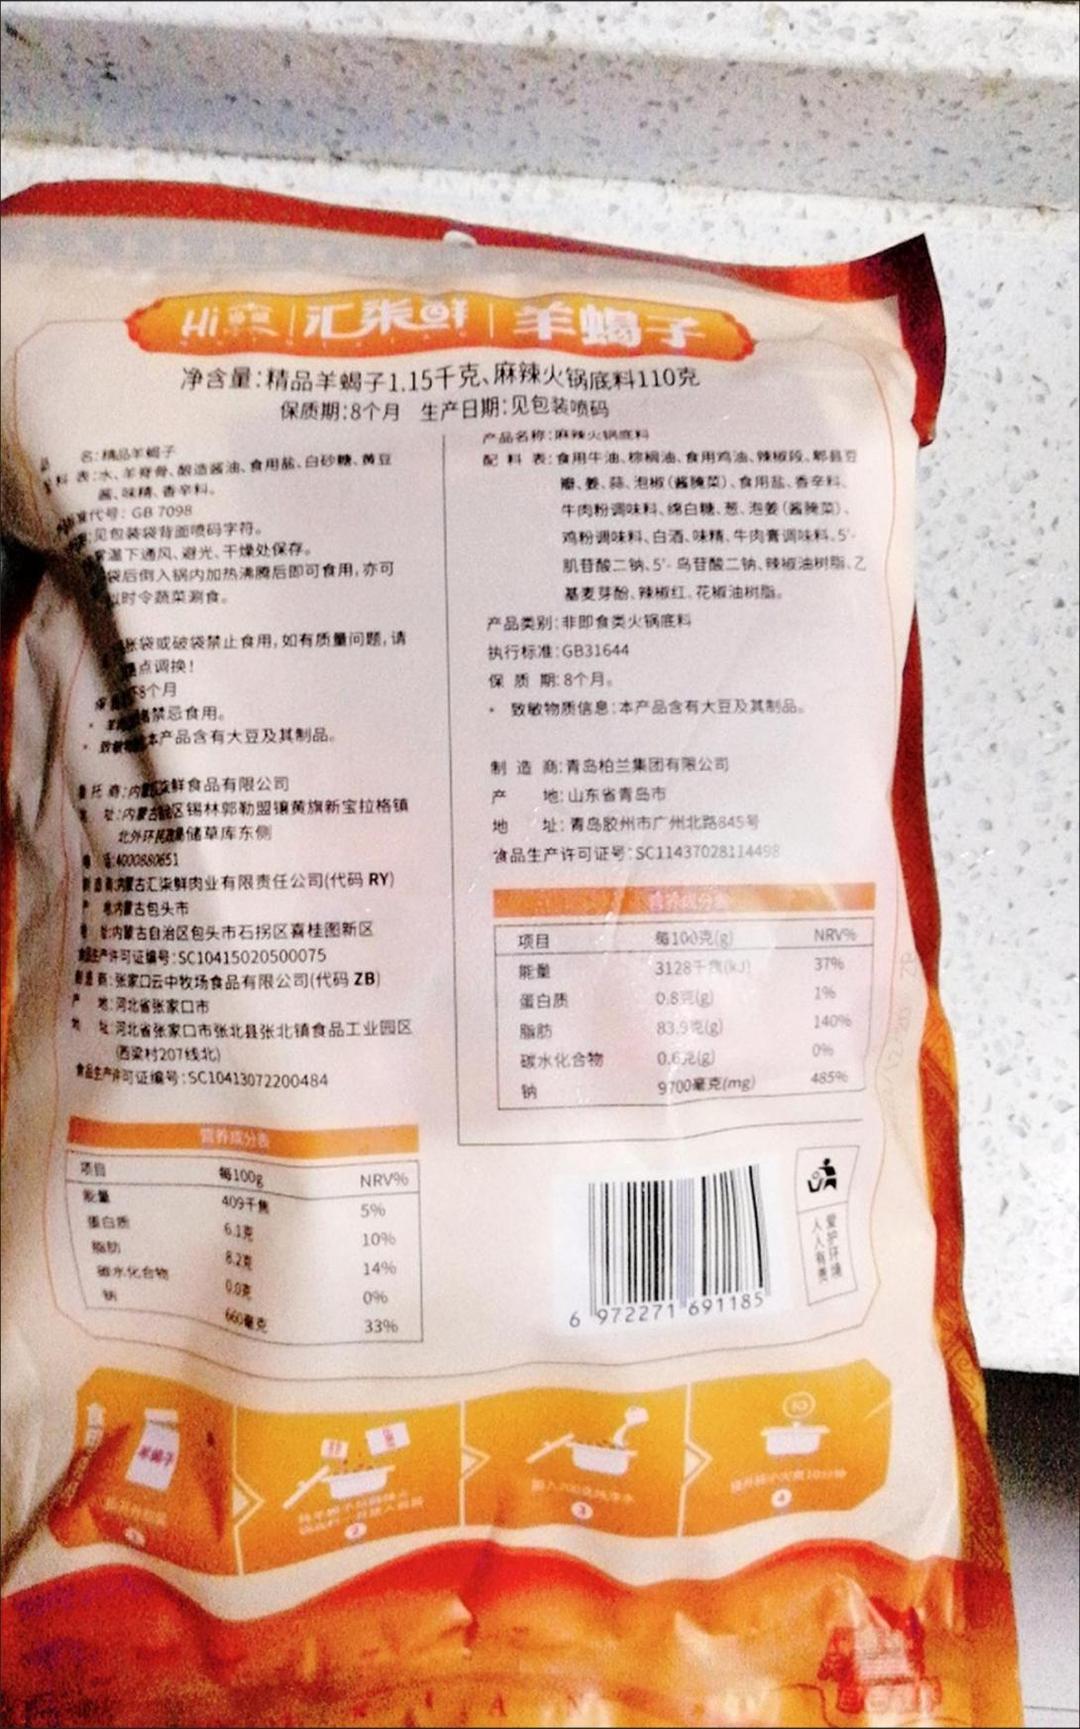 Hi 汇柒鲜 羊蝎子
净含量:精品羊蝎子1.15千克、麻辣火锅底料110克
保质期:8个月 生产日期:见包装喷码
名:精品羊蝎子
料 表:水、羊脊骨、酿造酱油、食用盐、白砂糖、黄豆
酱、味精、香辛料。
代号:GB 7098
见包装袋背面喷码字符。
温下通风、避光、干燥处保存。
袋后倒入锅内加热沸腾后即可食用,亦可
时令蔬菜涮食。
胀袋或破袋禁止食用,如有质量问题,请
点调换!
8个月
禁忌食用。
本产品含有大豆及其制品。
托 商:内 鲜食品有限公司
址:内蒙古 区锡林郭勒盟镶黄旗新宝拉格镇
北外环 储草库东侧
话:4000880651
内蒙古汇柒鲜肉业有限责任公司(代码 RY)
产 地:内蒙古包头市
址:内蒙古自治区包头市石拐区喜桂图新区
食品生产许可证编号:SC10415020500075
制造商:张家口云中牧场食品有限公司(代码 ZB)
产 地:河北省张家口市
地 址:河北省张家口市张北县张北镇食品工业园区
(西梁村207线北)
食品生产许可证编号:SC10413072200484
营养成分表
项目 每100g NRV%
能量 409千焦 5%
蛋白质 6.1克 10%
脂肪 8.2克 14%
碳水化合物 0.0克 0%
钠 660毫克 33%
产品名称:麻辣火锅底料
配 料 表:食用牛油、棕榈油、食用鸡油、辣椒段、郫县豆
瓣、姜、蒜、泡椒(酱腌菜)、食用盐、香辛料、
牛肉粉调味料、绵白糖、葱、泡姜(酱腌菜)、
鸡粉调味料、白酒、味精、牛肉膏调味料、5'-
肌苷酸二钠、5'-鸟苷酸二钠、辣椒油树脂、乙
基麦芽酚、辣椒红、花椒油树脂。
产品类别:非即食类火锅底料
执行标准:GB31644
保 质 期:8个月。
· 致敏物质信息:本产品含有大豆及其制品。
制 造 商:青岛柏兰集团有限公司
产 地:山东省青岛市
地 址:青岛胶州市广州北路845号
食品生产许可证号:SC11437028114498
营养成分表
项目 每100克(g) NRV%
能量 3128千焦(kJ) 37%
蛋白质 0.8克(g) 1%
脂肪 83.9克(g) 140%
碳水化合物 0.6克(g) 0%
钠 9700毫克(mg) 485%
6 972271 691185
爱护环境
人人有责
羊蝎子
2
3
4